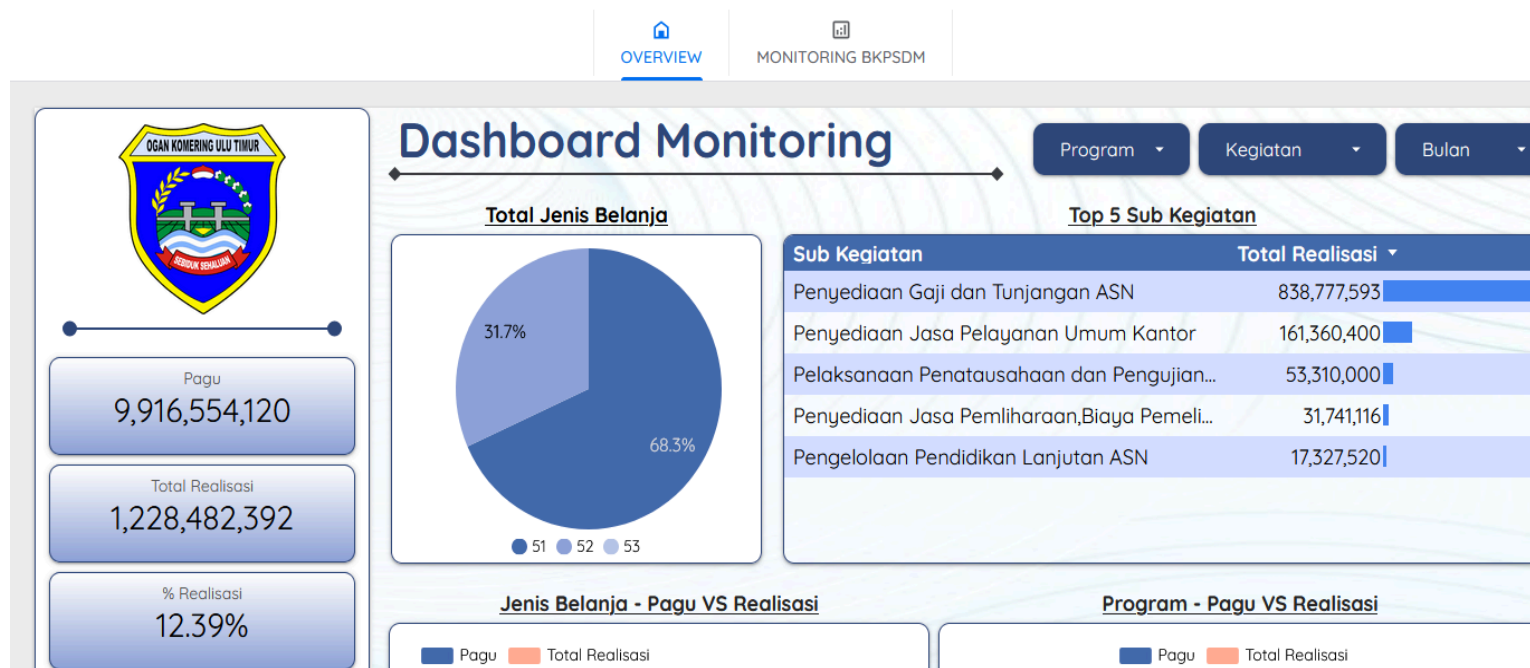 OVERVIEW
MONITORING BKPSDM
OGAN KOMERING ULU TIMUR
SEBIDUK SEHALUAN
Pagu
9,916,554,120
Total Realisasi
1,228,482,392
% Realisasi
12.39%
Dashboard Monitoring
Program
Kegiatan
Bulan
Total Jenis Belanja
31.7%
68.3%
51 52 53
Top 5 Sub Kegiatan
Sub Kegiatan Total Realisasi
Penyediaan Gaji dan Tunjangan ASN 838,777,593
Penyediaan Jasa Pelayanan Umum Kantor 161,360,400
Pelaksanaan Penatausahaan dan Pengujian... 53,310,000
Penyediaan Jasa Pemliharaan,Biaya Pemeli... 31,741,116
Pengelolaan Pendidikan Lanjutan ASN 17,327,520
Jenis Belanja - Pagu VS Realisasi
Pagu Total Realisasi
Program - Pagu VS Realisasi
Pagu Total Realisasi